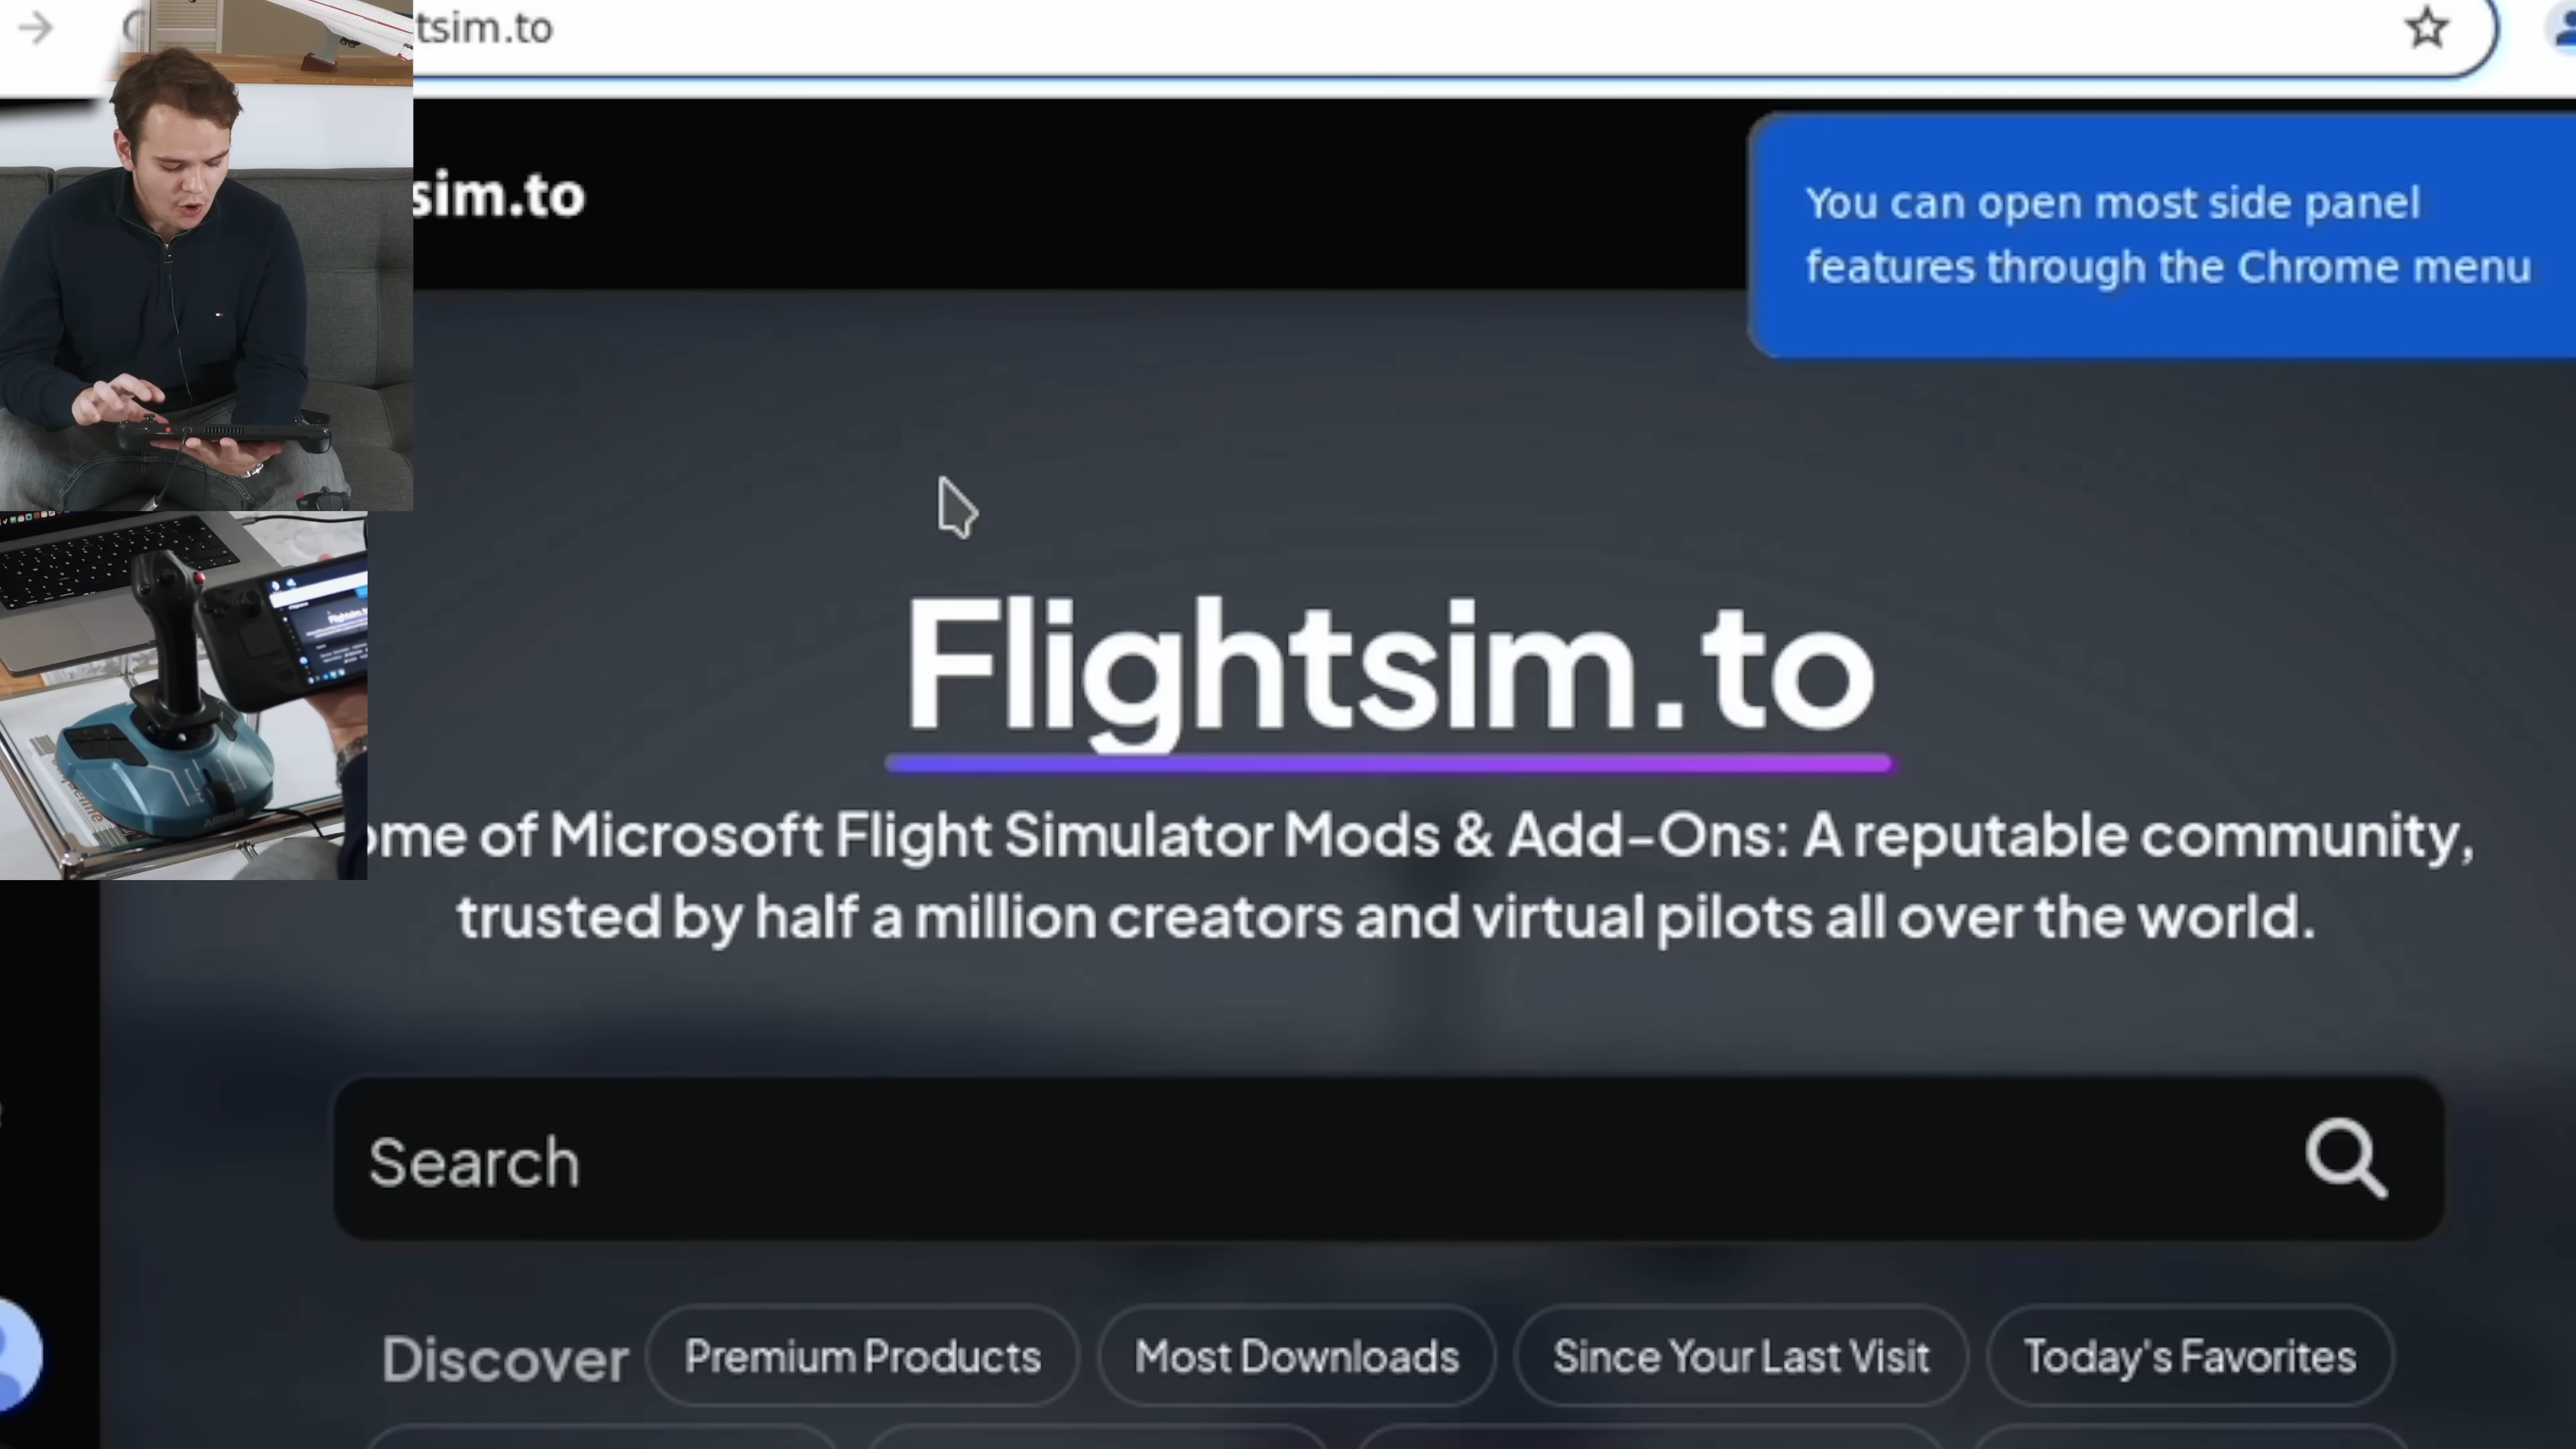 tsim.to
sim.to
You can open most side panel
features through the Chrome menu
Flightsim.to
ome of Microsoft Flight Simulator Mods & Add-Ons: A reputable community,
trusted by half a million creators and virtual pilots all over the world.
Search
Discover
Premium Products
Most Downloads
Since Your Last Visit
Today's Favorites